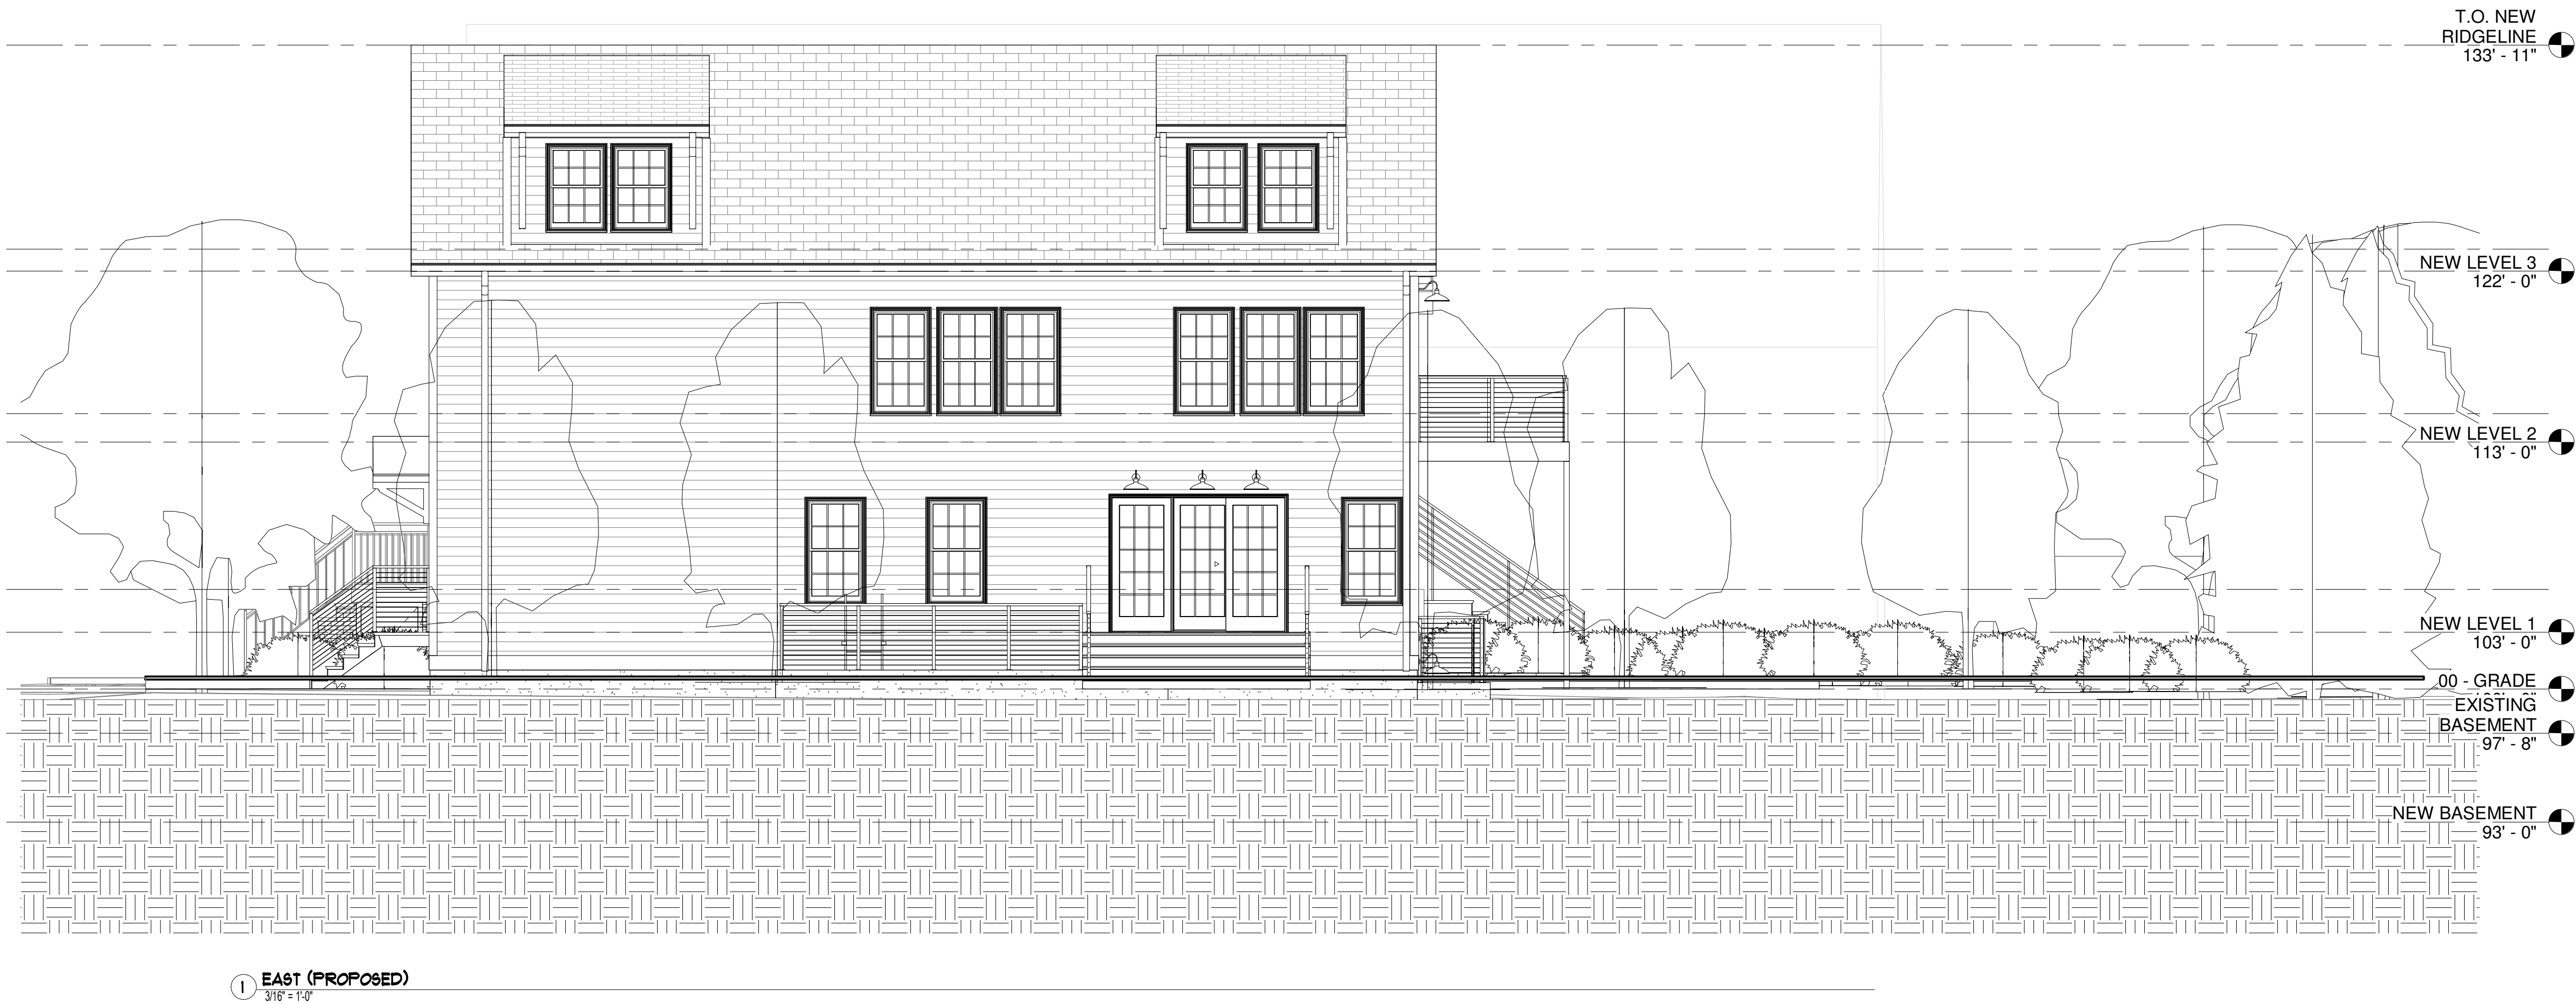 T.O. NEW
RIDGELINE
133' - 11"
NEW LEVEL 3
122' - 0"
NEW LEVEL 2
113' - 0"
NEW LEVEL 1
103' - 0"
00 - GRADE
EXISTING
BASEMENT
97' - 8"
NEW BASEMENT
93' - 0"
1 EAST (PROPOSED)
3/16" = 1'-0"